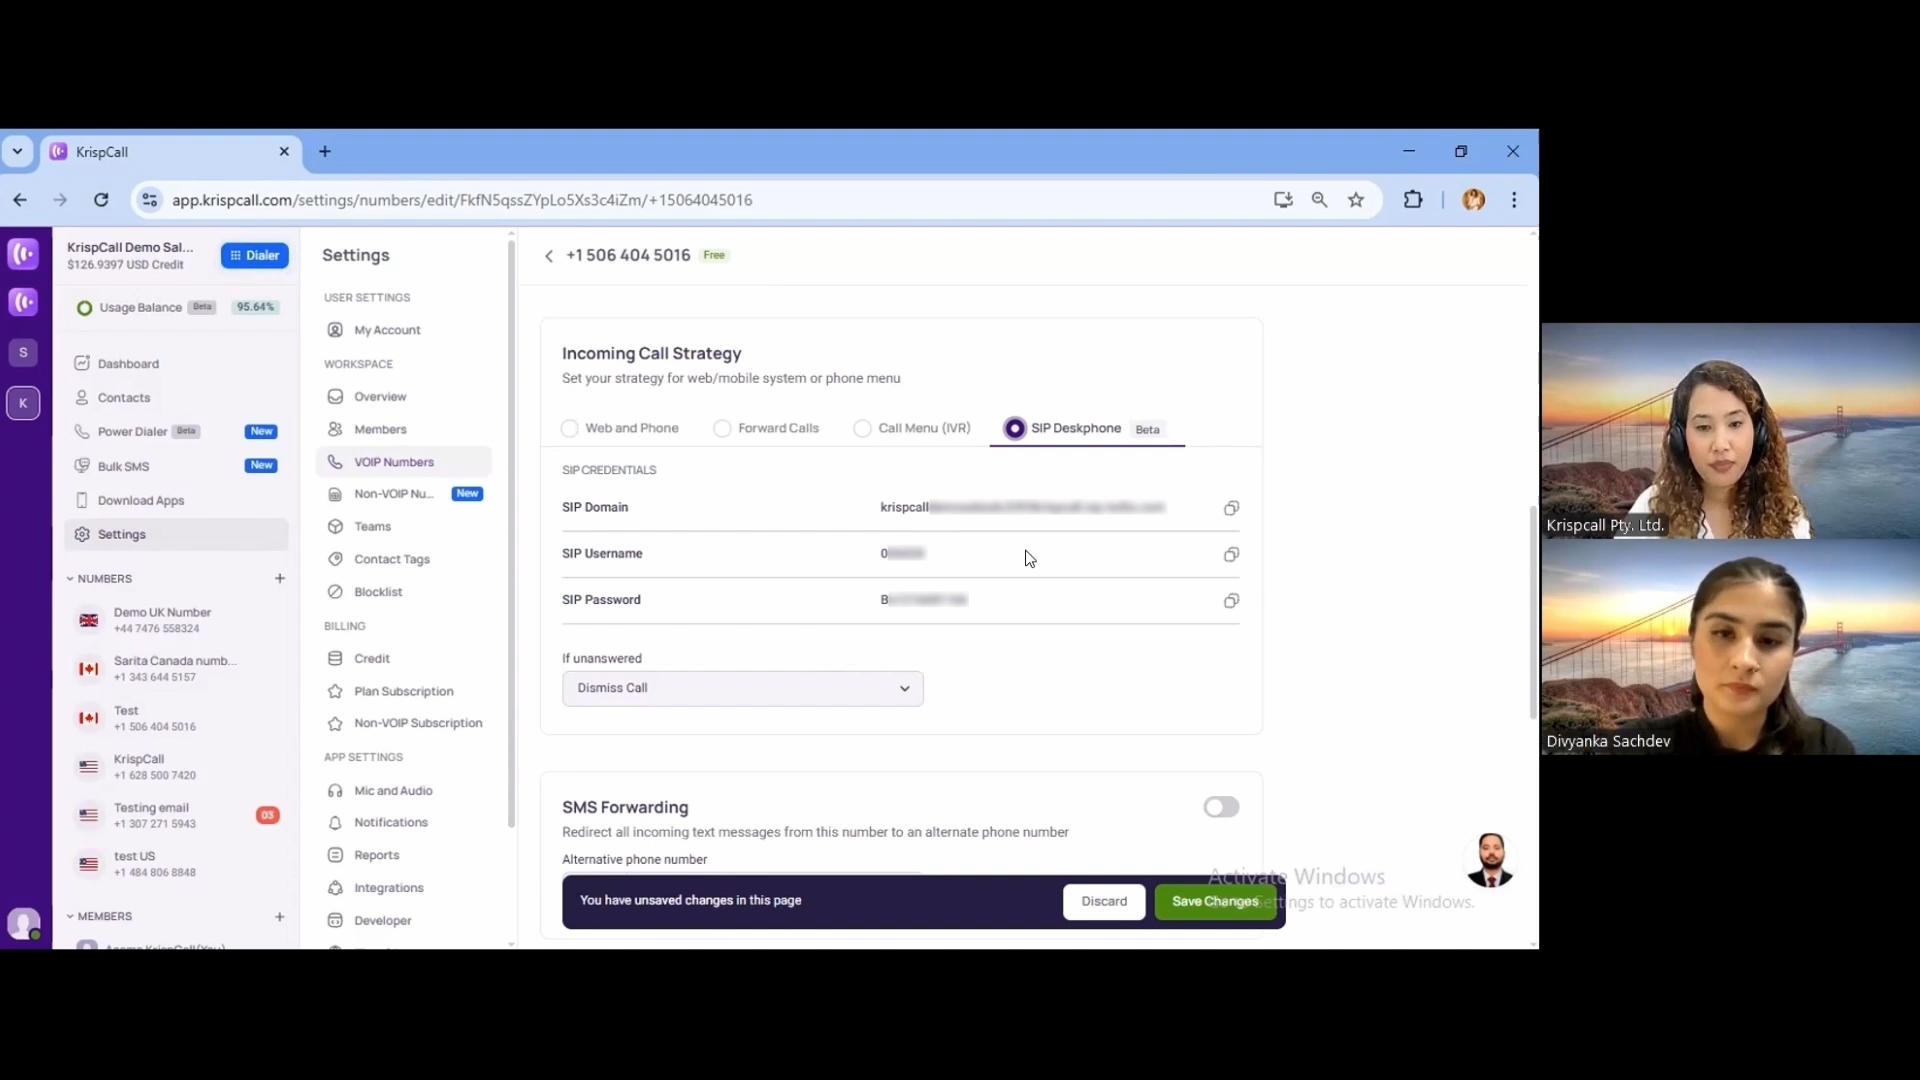 KrispCall
app.krispcall.com/settings/numbers/edit/FkfN5qssZYpLo5Xs3c4iZm/+15064045016
KrispCall Demo Sal...
$126.9397 USD Credit
Dialer
Usage Balance Beta 95.64%
Dashboard
Contacts
Power Dialer Beta New
Bulk SMS New
Download Apps
Settings
NUMBERS
Demo UK Number
+44 7476 558324
Sarita Canada numb...
+1 343 644 5157
Test
+1 506 404 5016
KrispCall
+1 628 500 7420
Testing email
+1 307 271 5943
03
test US
+1 484 806 8848
MEMBERS
S
K
Settings
USER SETTINGS
My Account
WORKSPACE
Overview
Members
VOIP Numbers
Non-VOIP Nu... New
Teams
Contact Tags
Blocklist
BILLING
Credit
Plan Subscription
Non-VOIP Subscription
APP SETTINGS
Mic and Audio
Notifications
Reports
Integrations
Developer
+1 506 404 5016 Free
Incoming Call Strategy
Set your strategy for web/mobile system or phone menu
Web and Phone Forward Calls Call Menu (IVR) SIP Deskphone Beta
SIP CREDENTIALS
SIP Domain krispcall
SIP Username 0
SIP Password B
If unanswered
Dismiss Call
SMS Forwarding
Redirect all incoming text messages from this number to an alternate phone number
Alternative phone number
You have unsaved changes in this page
Discard
Save Changes
Activate Windows
Settings to activate Windows.
Krispcall Pty. Ltd.
Divyanka Sachdev